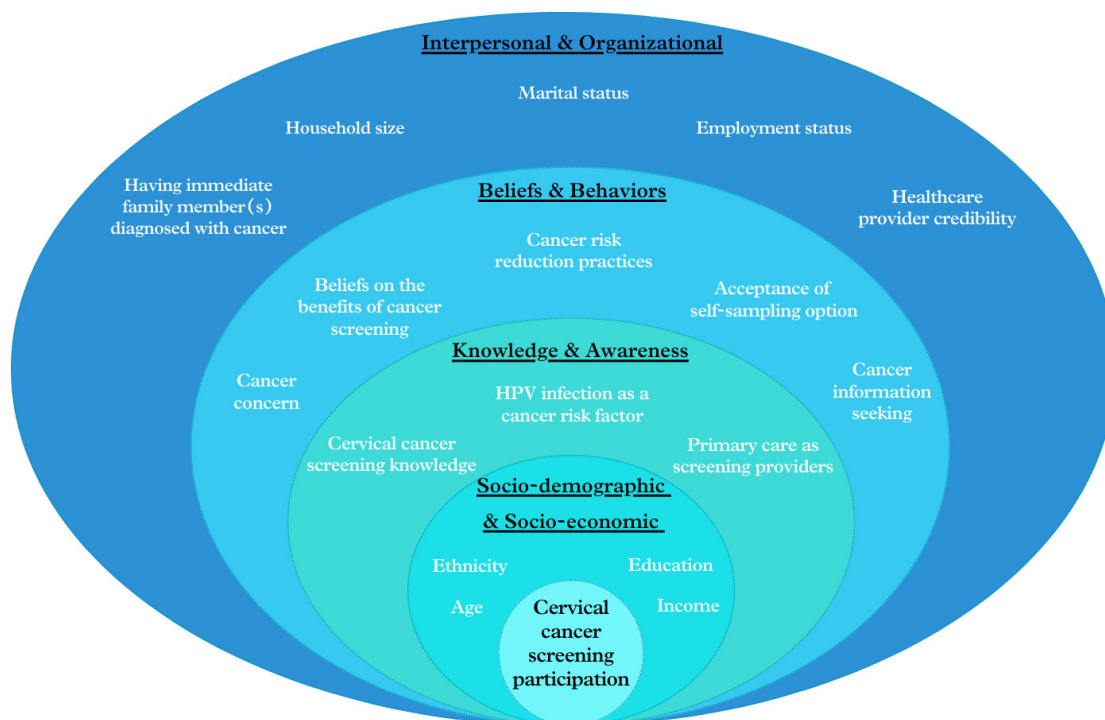 Interpersonal & Organizational
Marital status
Household size
Employment status
Having immediate
family member(s)
diagnosed with cancer
Healthcare
provider credibility
Beliefs & Behaviors
Cancer risk
reduction practices
Beliefs on the
benefits of cancer
screening
Acceptance of
self-sampling option
Cancer
concern
Cancer
information
seeking
Knowledge & Awareness
HPV infection as a
cancer risk factor
Cervical cancer
screening knowledge
Primary care as
screening providers
Socio-demographic
& Socio-economic
Ethnicity
Education
Age
Income
Cervical
cancer
screening
participation